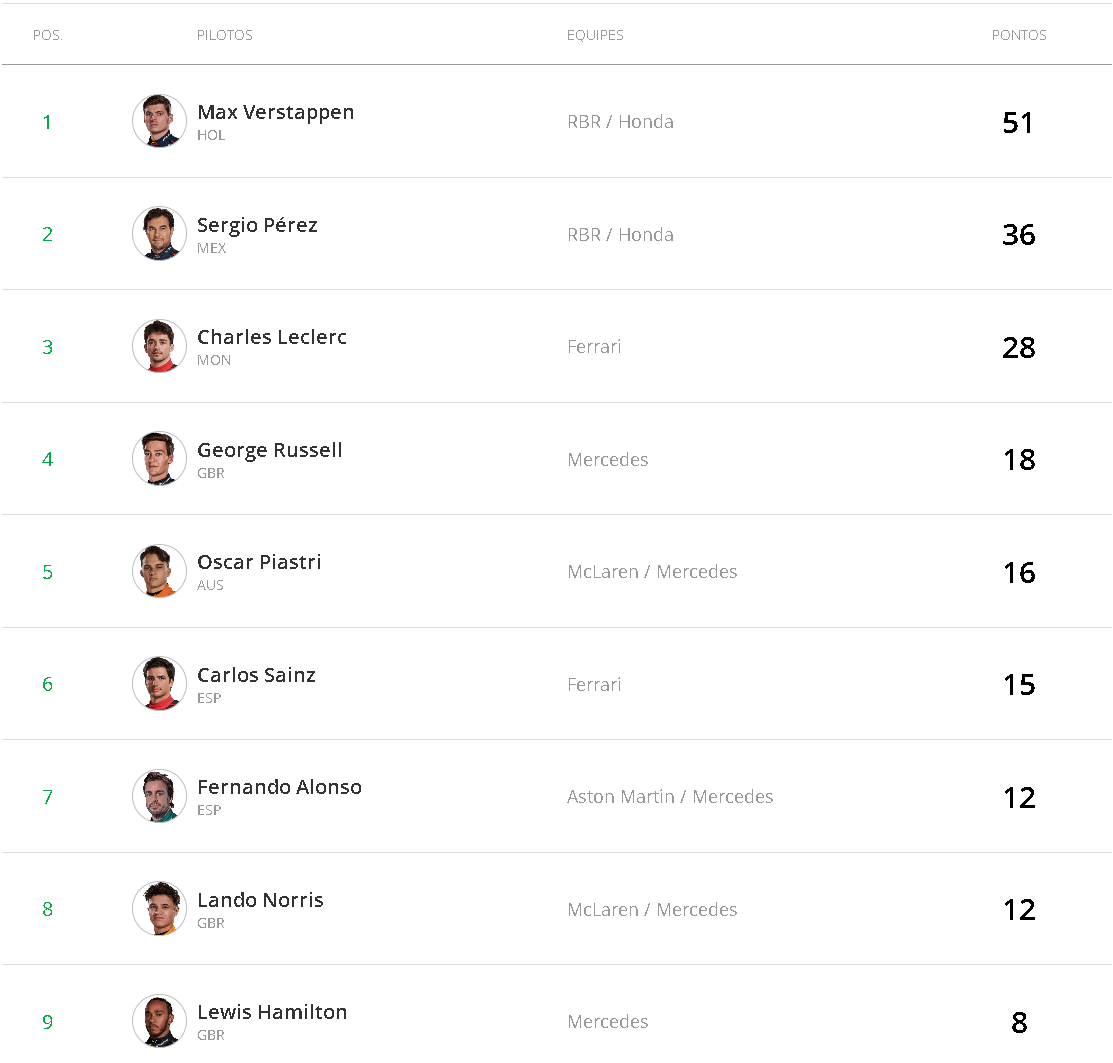 POS. PILOTOS EQUIPES PONTOS
1 Max Verstappen RBR / Honda 51
HOL
2 Sergio Pérez RBR / Honda 36
MEX
3 Charles Leclerc Ferrari 28
MON
4 George Russell Mercedes 18
GBR
5 Oscar Piastri McLaren / Mercedes 16
AUS
6 Carlos Sainz Ferrari 15
ESP
7 Fernando Alonso Aston Martin / Mercedes 12
ESP
8 Lando Norris McLaren / Mercedes 12
GBR
9 Lewis Hamilton Mercedes 8
GBR